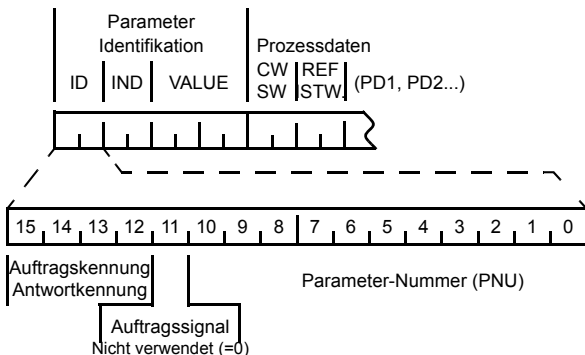 Parameter
Identifikation
Prozessdaten
ID IND VALUE CW REF (PD1, PD2...)
SW STW.
15 14 13 12 11 10 9 8 7 6 5 4 3 2 1 0
Auftragskennung
Antwortkennung
Parameter-Nummer (PNU)
Auftragssignal
Nicht verwendet (=0)